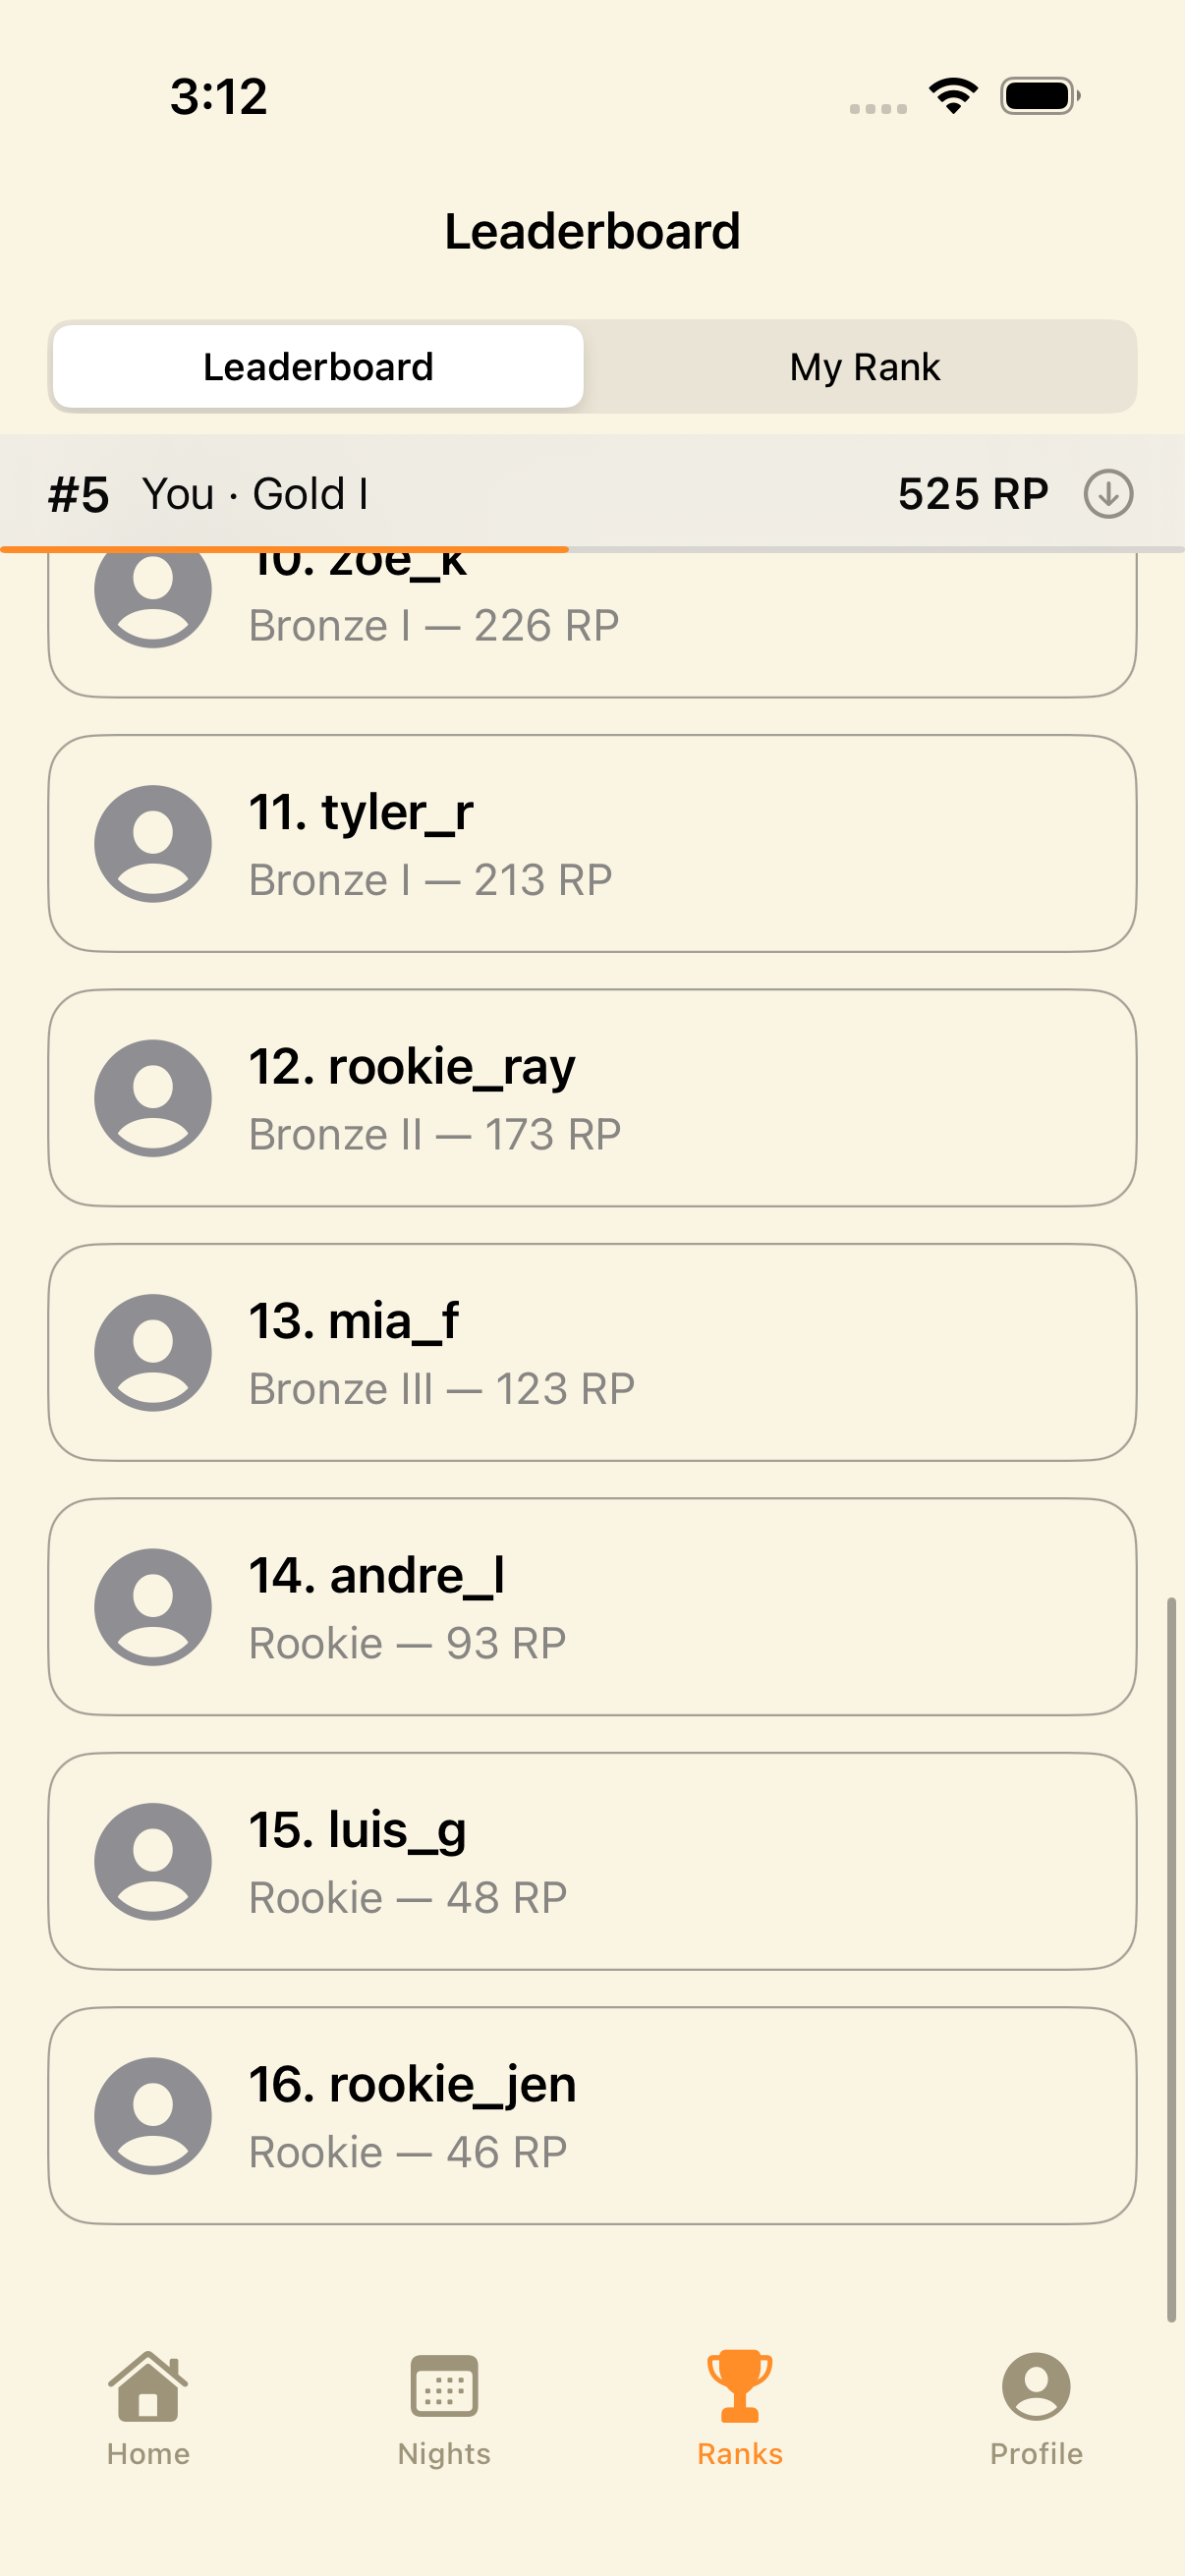 3:12
Leaderboard
Leaderboard
My Rank
#5 You · Gold I 525 RP
10. zoe_k
Bronze I — 226 RP
11. tyler_r
Bronze I — 213 RP
12. rookie_ray
Bronze II — 173 RP
13. mia_f
Bronze III — 123 RP
14. andre_l
Rookie — 93 RP
15. luis_g
Rookie — 48 RP
16. rookie_jen
Rookie — 46 RP
Home
Nights
Ranks
Profile